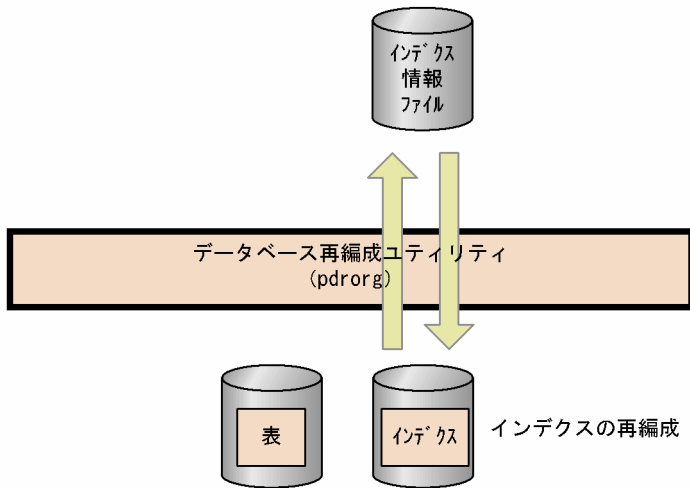 ｲﾝﾃﾞｸｽ
情報
ﾌｧｲﾙ
データベース再編成ユティリティ
(pdrorg)
表
ｲﾝﾃﾞｸｽ
インデクスの再編成